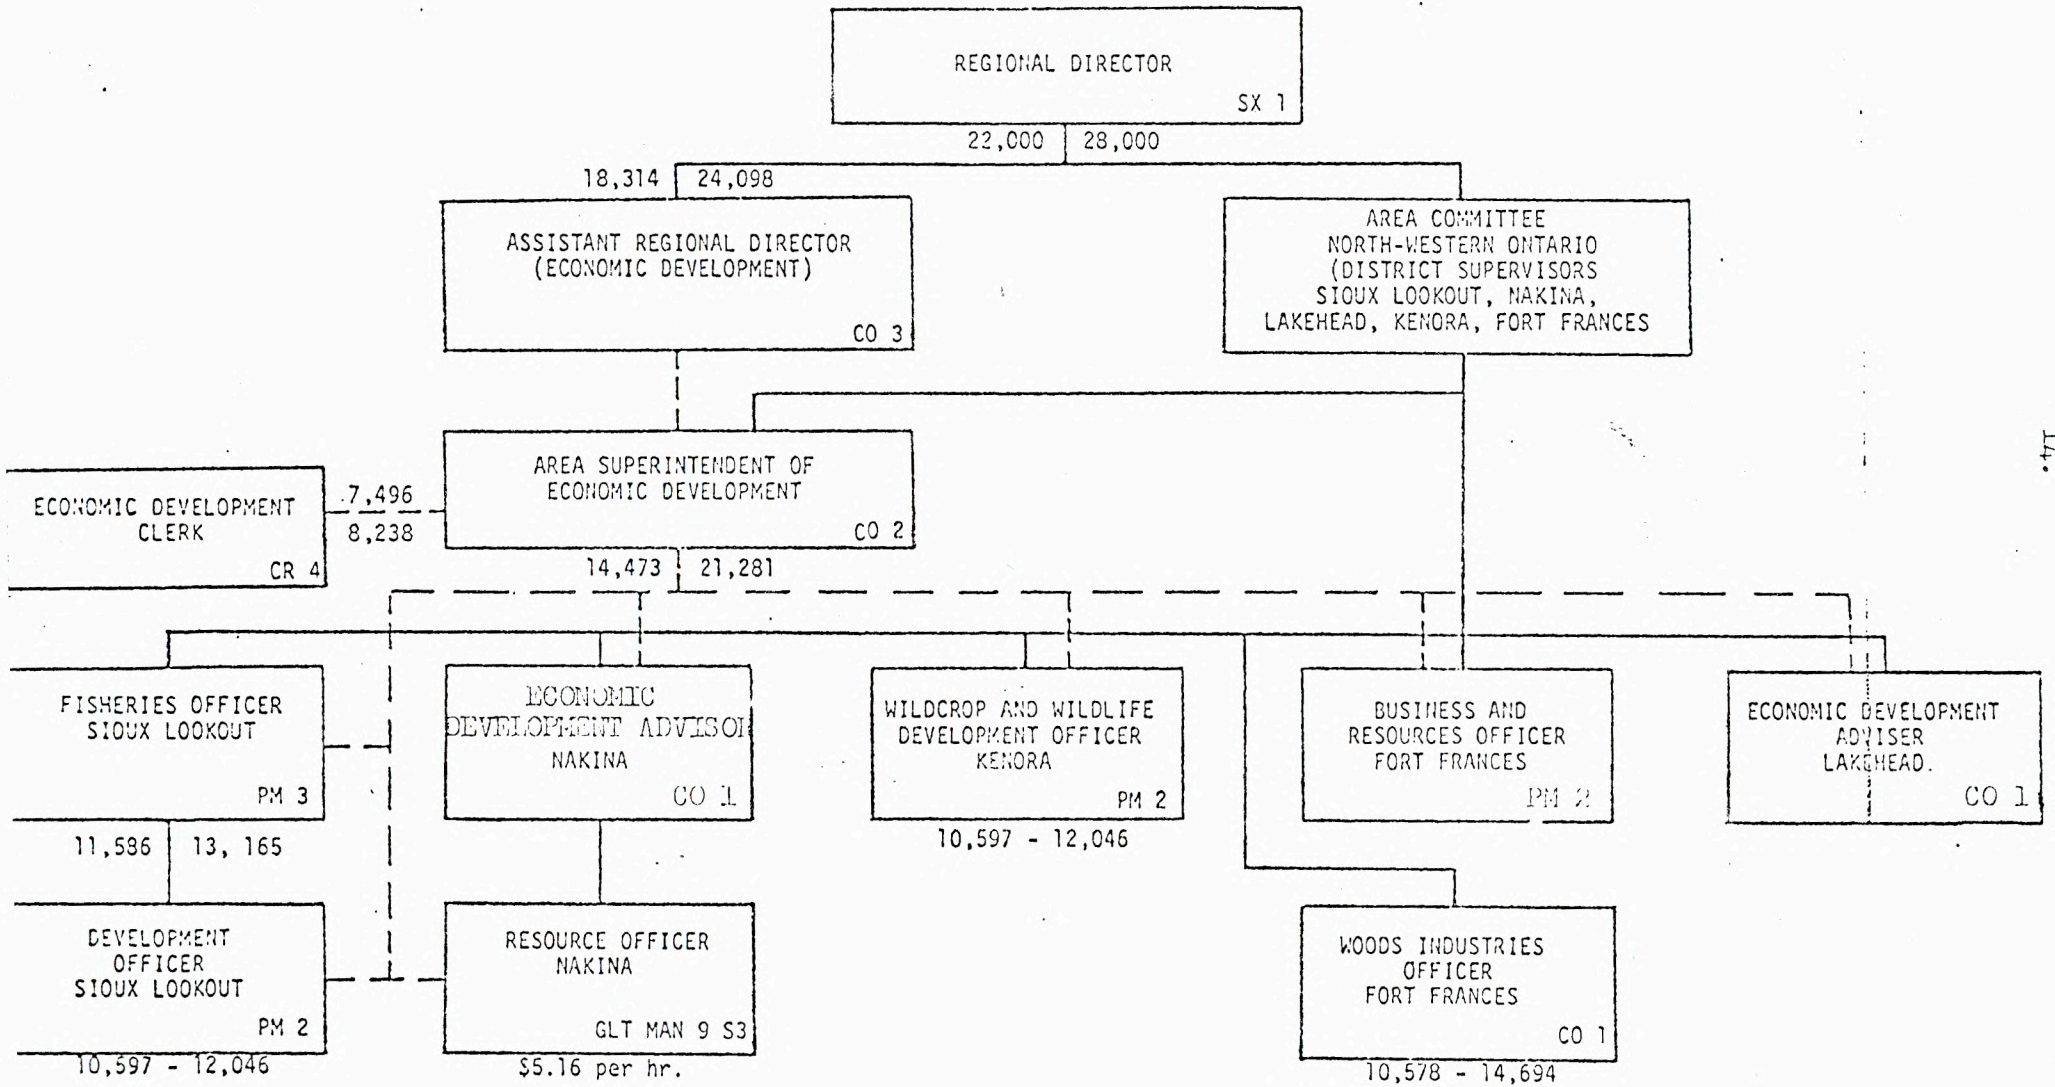 REGIONAL DIRECTOR
SX 1
22,000 28,000
18,314 24,098
ASSISTANT REGIONAL DIRECTOR
(ECONOMIC DEVELOPMENT)
CO 3
AREA COMMITTEE
NORTH-WESTERN ONTARIO
(DISTRICT SUPERVISORS
SIOUX LOOKOUT, NAKINA,
LAKEHEAD, KENORA, FORT FRANCES
14.
AREA SUPERINTENDENT OF
ECONOMIC DEVELOPMENT
CO 2
ECONOMIC DEVELOPMENT
CLERK
CR 4
7,496
8,238
14,473 21,281
FISHERIES OFFICER
SIOUX LOOKOUT
PM 3
11,586 13, 165
ECONOMIC
DEVELOPMENT ADVISOR
NAKINA
CO 1
WILDCROP AND WILDLIFE
DEVELOPMENT OFFICER
KENORA
PM 2
10,597 - 12,046
BUSINESS AND
RESOURCES OFFICER
FORT FRANCES
PM 2
ECONOMIC DEVELOPMENT
ADVISER
LAKEHEAD.
CO 1
DEVELOPMENT
OFFICER
SIOUX LOOKOUT
PM 2
10,597 - 12,046
RESOURCE OFFICER
NAKINA
GLT MAN 9 S3
$5.16 per hr.
WOODS INDUSTRIES
OFFICER
FORT FRANCES
CO 1
10,578 - 14,694